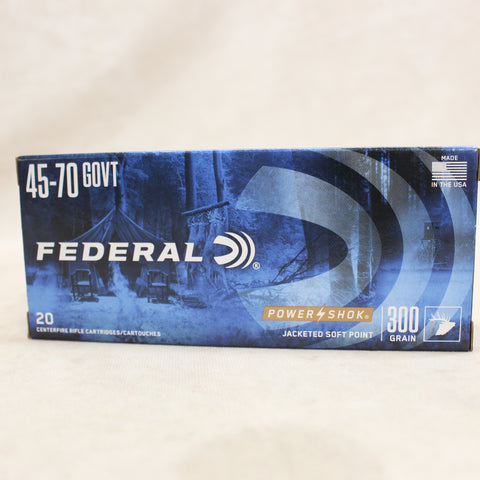 45-70 GOVT
MADE
IN THE USA
FEDERAL®
POWER SHOK®
JACKETED SOFT POINT
300
GRAIN
20
CENTERFIRE RIFLE CARTRIDGES/CARTOUCHES